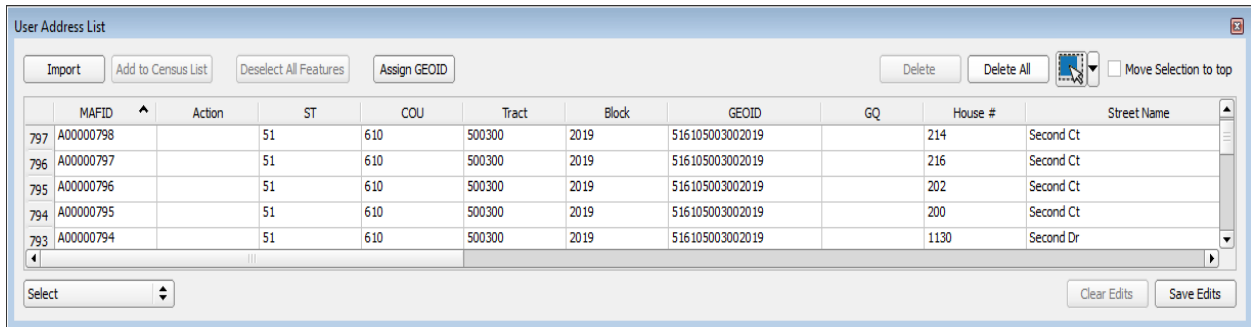 User Address List
Import Add to Census List Deselect All Features Assign GEOID Delete Delete All Move Selection to top
MAFID Action ST COU Tract Block GEOID GQ House # Street Name
797 A00000798 51 610 500300 2019 516105003002019 214 Second Ct
796 A00000797 51 610 500300 2019 516105003002019 216 Second Ct
795 A00000796 51 610 500300 2019 516105003002019 202 Second Ct
794 A00000795 51 610 500300 2019 516105003002019 200 Second Ct
793 A00000794 51 610 500300 2019 516105003002019 1130 Second Dr
Select Clear Edits Save Edits